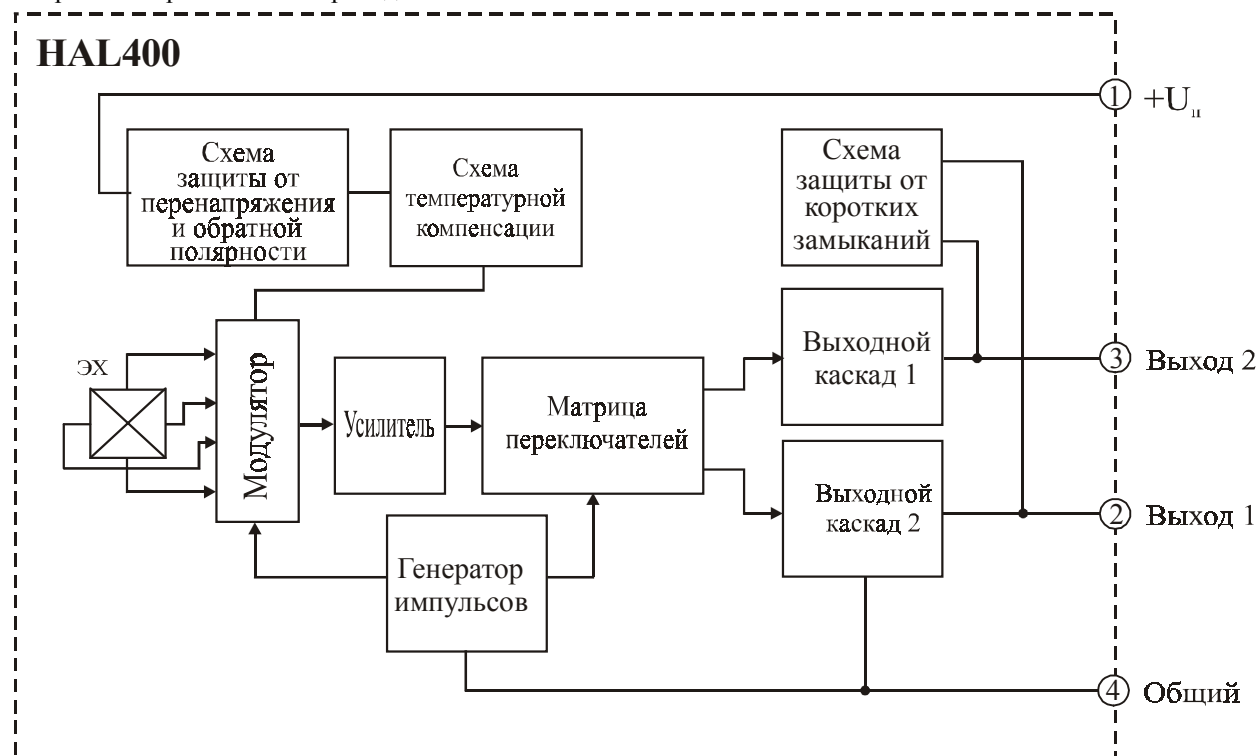 HAL400
1 +Uп
Схема
защиты от
перенапряжения
и обратной
полярности
Схема
температурной
компенсации
Схема
защиты от
коротких
замыканий
ЭХ
Модулятор
Усилитель
Матрица
переключателей
Выходной
каскад 1
3 Выход 2
Выходной
каскад 2
2 Выход 1
Генератор
импульсов
4 Общий